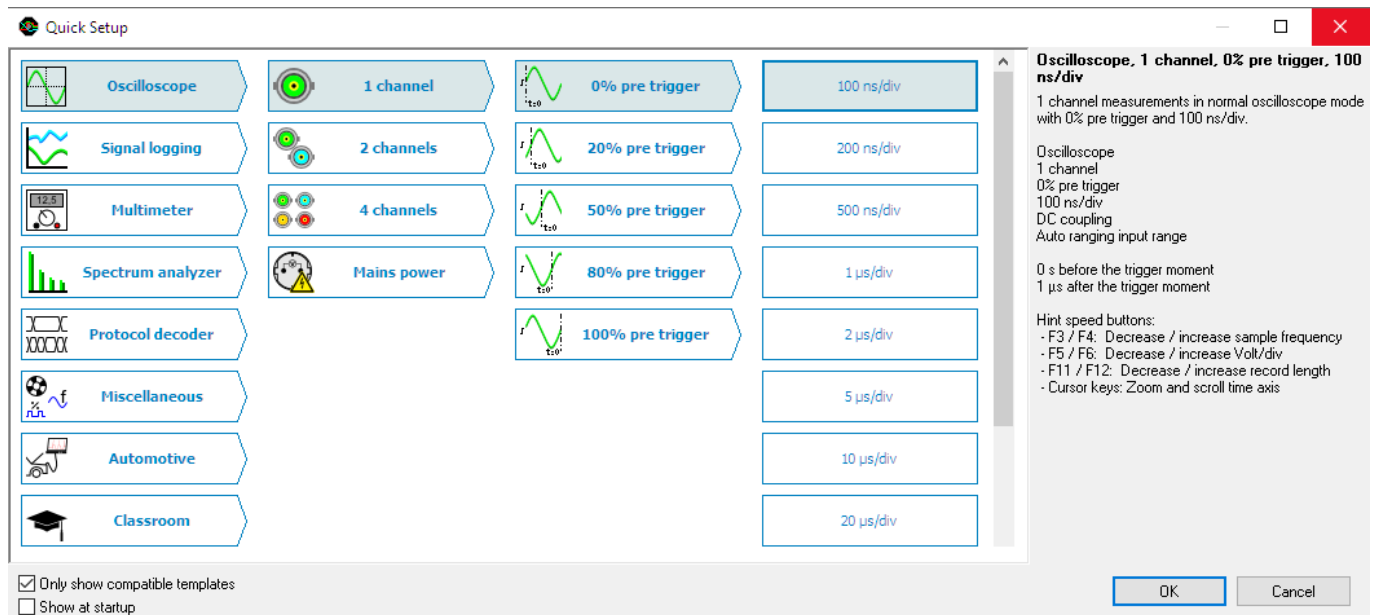 Quick Setup
Oscilloscope
Signal logging
12.5
Multimeter
Spectrum analyzer
Protocol decoder
f
Miscellaneous
Automotive
Classroom
1 channel
2 channels
4 channels
Mains power
t=0
0% pre trigger
t=0
20% pre trigger
t=0
50% pre trigger
t=0
80% pre trigger
t=0
100% pre trigger
100 ns/div
200 ns/div
500 ns/div
1 µs/div
2 µs/div
5 µs/div
10 µs/div
20 µs/div
Oscilloscope, 1 channel, 0% pre trigger, 100
ns/div
1 channel measurements in normal oscilloscope mode
with 0% pre trigger and 100 ns/div.
Oscilloscope
1 channel
0% pre trigger
100 ns/div
DC coupling
Auto ranging input range
0 s before the trigger moment
1 µs after the trigger moment
Hint speed buttons:
- F3 / F4: Decrease / increase sample frequency
- F5 / F6: Decrease / increase Volt/div
- F11 / F12: Decrease / increase record length
- Cursor keys: Zoom and scroll time axis
Only show compatible templates
Show at startup
OK
Cancel